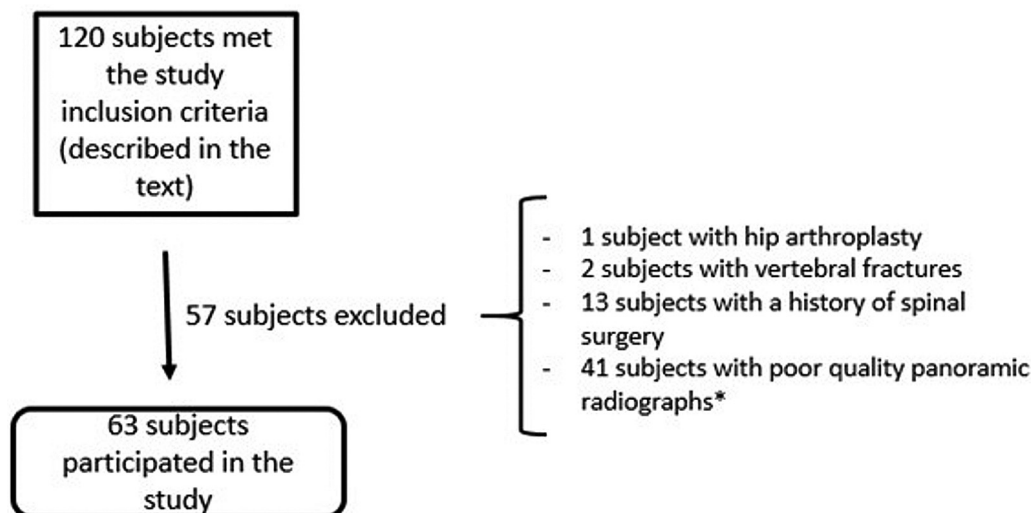 120 subjects met
the study
inclusion criteria
(described in the
text)
57 subjects excluded
- 1 subject with hip arthroplasty
- 2 subjects with vertebral fractures
- 13 subjects with a history of spinal
surgery
- 41 subjects with poor quality panoramic
radiographs*
63 subjects
participated in the
study